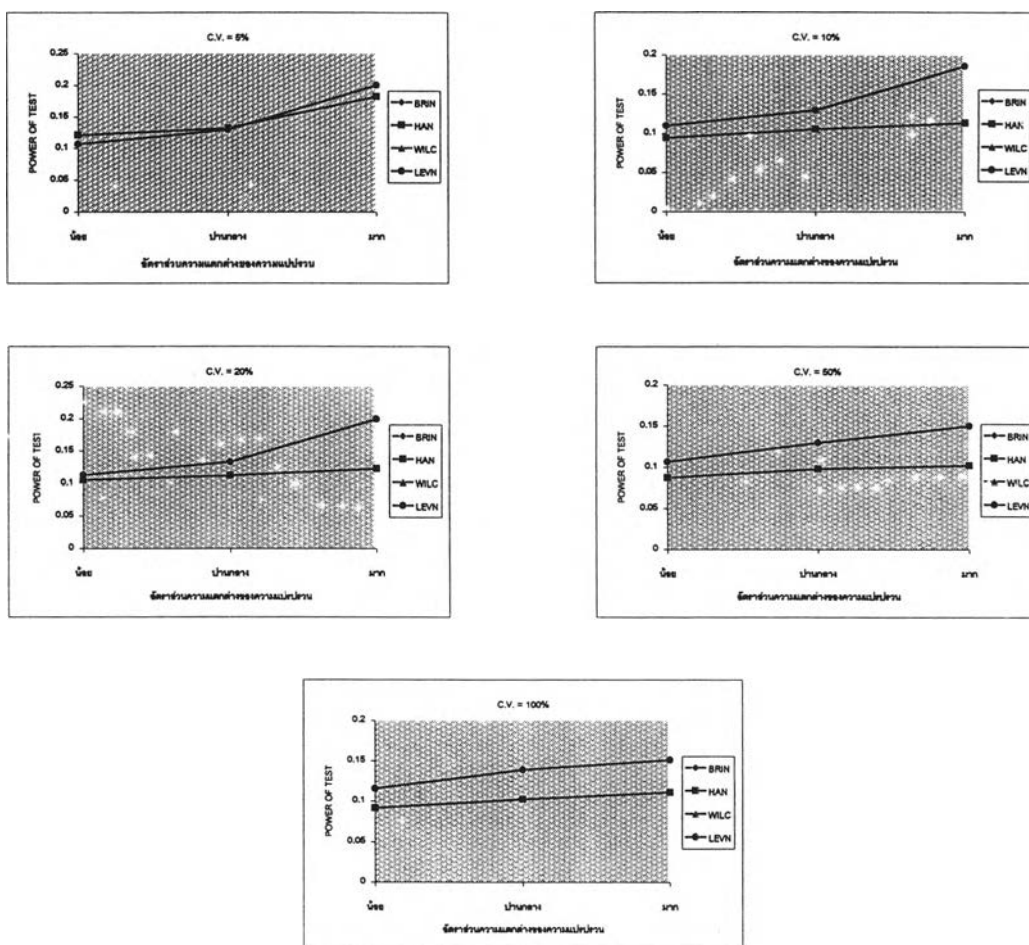 C.V. = 5%
POWER OF TEST
0.25
0.2
0.15
0.1
0.05
0
น้อย
ปานกลาง
มาก
อัตราส่วนความแตกต่างของความแปรปรวน
BRIN
HAN
WILC
LEVN
C.V. = 10%
POWER OF TEST
0.2
0.15
0.1
0.05
0
น้อย
ปานกลาง
มาก
อัตราส่วนความแตกต่างของความแปรปรวน
BRIN
HAN
WILC
LEVN
C.V. = 20%
POWER OF TEST
0.25
0.2
0.15
0.1
0.05
0
น้อย
ปานกลาง
มาก
อัตราส่วนความแตกต่างของความแปรปรวน
BRIN
HAN
WILC
LEVN
C.V. = 50%
POWER OF TEST
0.2
0.15
0.1
0.05
0
น้อย
ปานกลาง
มาก
อัตราส่วนความแตกต่างของความแปรปรวน
BRIN
HAN
WILC
LEVN
C.V. = 100%
POWER OF TEST
0.2
0.15
0.1
0.05
0
น้อย
ปานกลาง
มาก
อัตราส่วนความแตกต่างของความแปรปรวน
BRIN
HAN
WILC
LEVN